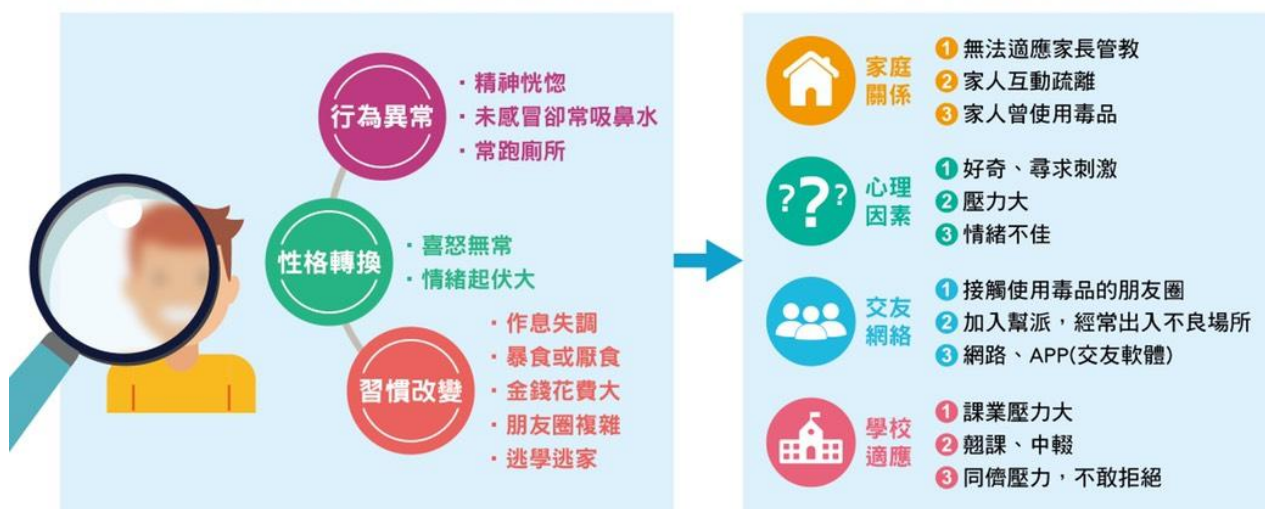 行為異常
・精神恍惚
・未感冒卻常吸鼻水
・常跑廁所
性格轉換
・喜怒無常
・情緒起伏大
習慣改變
・作息失調
・暴食或厭食
・金錢花費大
・朋友圈複雜
・逃學逃家
家庭
關係
1 無法適應家長管教
2 家人互動疏離
3 家人曾使用毒品
???
心理
因素
1 好奇、尋求刺激
2 壓力大
3 情緒不佳
交友
網絡
1 接觸使用毒品的朋友圈
2 加入幫派，經常出入不良場所
3 網路、APP(交友軟體)
學校
適應
1 課業壓力大
2 翹課、中輟
3 同儕壓力，不敢拒絕